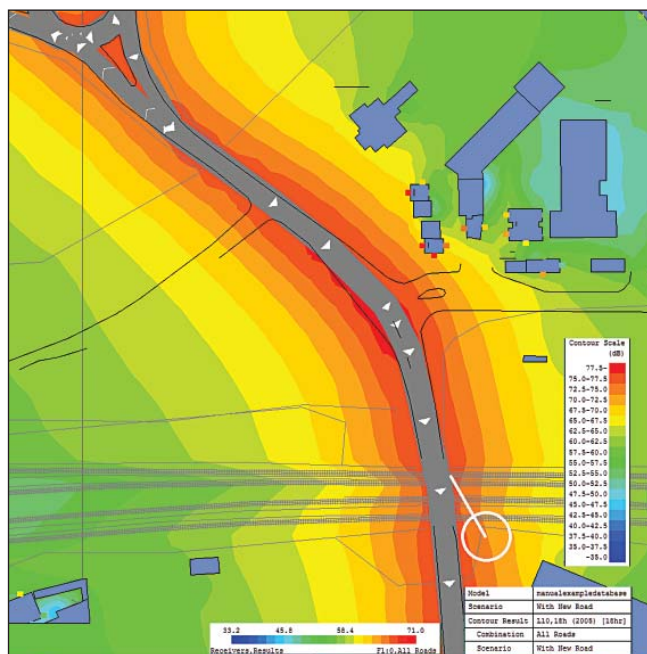 Contour Scale
(dB)
77.5-
75.0-77.5
72.5-75.0
70.0-72.5
67.5-70.0
65.0-67.5
62.5-65.0
60.0-62.5
57.5-60.0
55.0-57.5
52.5-55.0
50.0-52.5
47.5-50.0
45.0-47.5
42.5-45.0
40.0-42.5
37.5-40.0
35.0-37.5
-35.0
Model manualexampledatabase
Scenario With New Road
Contour Result L10,18h (2005) [18hr]
Combination All Roads
Scenario With New Road
33.2 45.8 58.4 71.0
Receivers,Results F1:0,All Roads